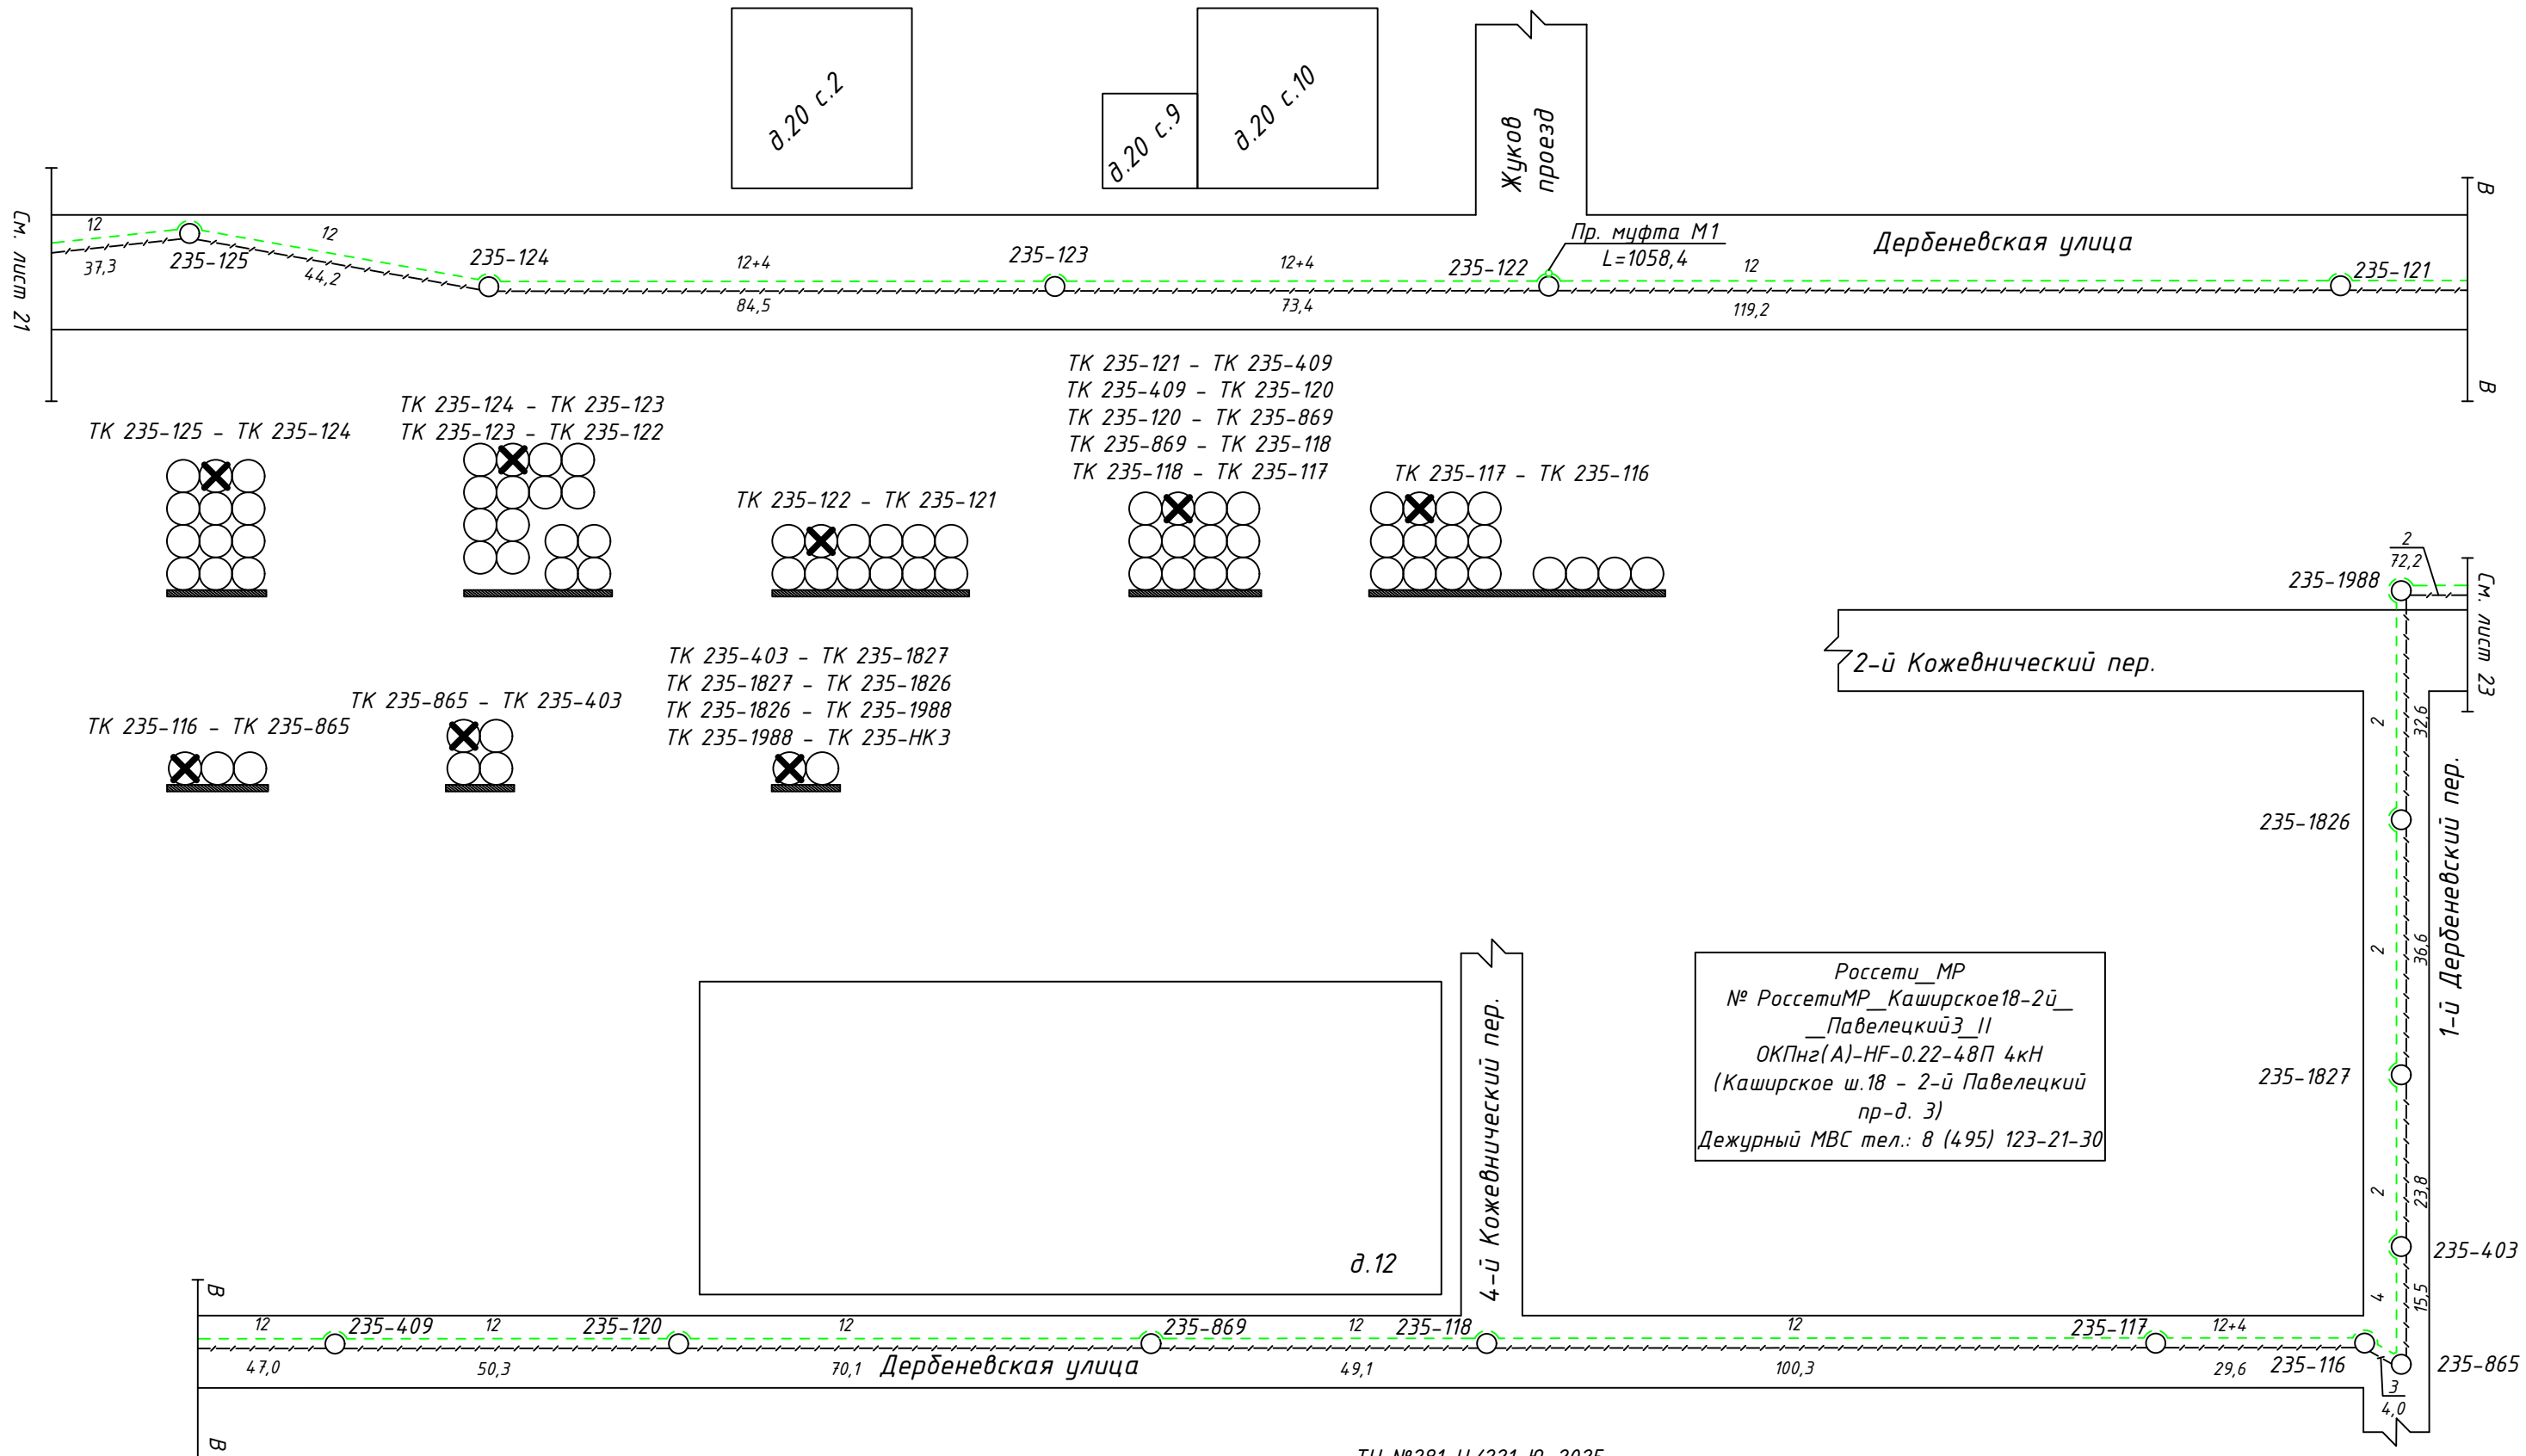 д.20 с.2
д.20 с.9
д.20 с.10
Жуков
проезд
См. лист 21
В
12
37,3
235-125
12
44,2
235-124
12+4
84,5
235-123
12+4
73,4
235-122
Пр. муфта М1
L=1058,4
12
119,2
Дербеневская улица
235-121
В
ТК 235-125 - ТК 235-124
ТК 235-124 - ТК 235-123
ТК 235-123 - ТК 235-122
ТК 235-122 - ТК 235-121
ТК 235-121 - ТК 235-409
ТК 235-409 - ТК 235-120
ТК 235-120 - ТК 235-869
ТК 235-869 - ТК 235-118
ТК 235-118 - ТК 235-117
ТК 235-117 - ТК 235-116
ТК 235-116 - ТК 235-865
ТК 235-865 - ТК 235-403
ТК 235-403 - ТК 235-1827
ТК 235-1827 - ТК 235-1826
ТК 235-1826 - ТК 235-1988
ТК 235-1988 - ТК 235-НК3
2
72,2
235-1988
См. лист 23
2-й Кожевнический пер.
2
32,6
235-1826
1-й Дербеневский пер.
2
36,6
235-1827
2
23,8
235-403
4
15,5
Россети_МР
№ РоссетиМР_Каширское18-2й_
_Павелецкий3_II
ОКПнг(А)-HF-0.22-48П 4кН
(Каширское ш.18 - 2-й Павелецкий
пр-д. 3)
Дежурный МВС тел.: 8 (495) 123-21-30
4-й Кожевнический пер.
д.12
В
12
47,0
235-409
12
50,3
235-120
12
70,1
Дербеневская улица
235-869
12
49,1
235-118
12
100,3
235-117
12+4
29,6
235-116
235-865
3
4,0
В